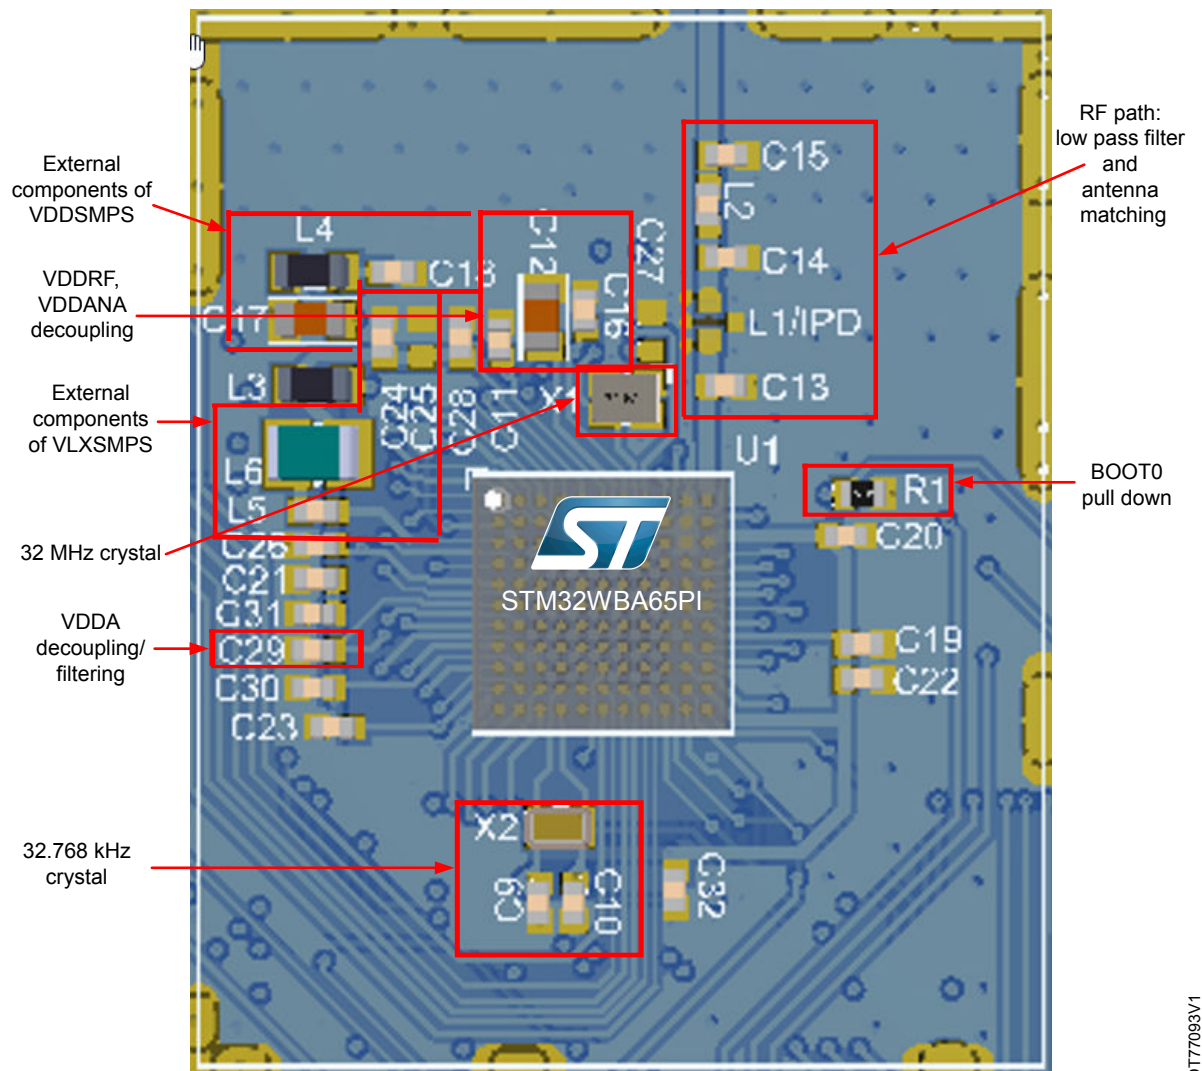 External
components of
VDDSMPS
VDDRF,
VDDANA
decoupling
External
components
of VLXSMPS
32 MHz crystal
VDDA
decoupling/
filtering
32.768 kHz
crystal
RF path:
low pass filter
and
antenna
matching
BOOT0
pull down
L4
C18
C17
L3
L6
L5
C26
C21
C31
C29
C30
C23
C24
C25
C28
C11
C12
C16
C27
X1
C15
L2
C14
L1/IPD
C13
U1
R1
C20
C19
C22
ST
STM32WBA65PI
X2
C9
C10
C32
DT77093V1